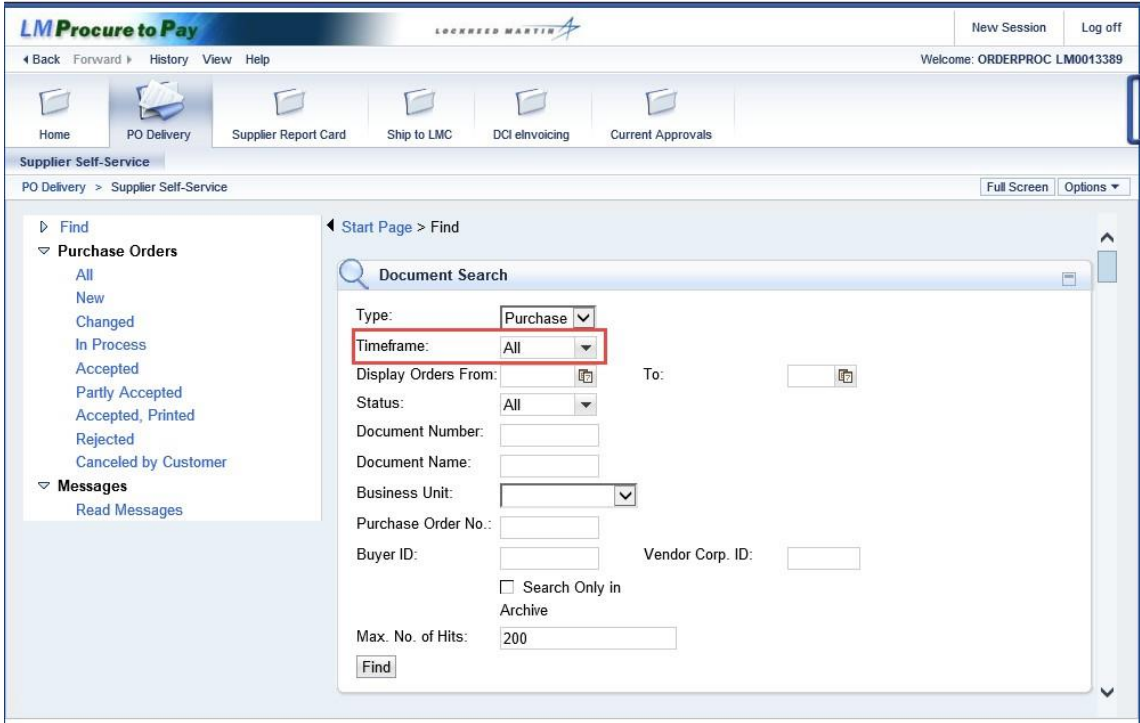 LM Procure to Pay LOCKHEED MARTIN New Session Log off
Back Forward History View Help Welcome: ORDERPROC LM0013389
Home PO Delivery Supplier Report Card Ship to LMC DCI eInvoicing Current Approvals
Supplier Self-Service
PO Delivery > Supplier Self-Service Full Screen Options
Find
Purchase Orders
All
New
Changed
In Process
Accepted
Partly Accepted
Accepted, Printed
Rejected
Canceled by Customer
Messages
Read Messages
Start Page > Find
Document Search
Type: Purchase
Timeframe: All
Display Orders From: To:
Status: All
Document Number:
Document Name:
Business Unit:
Purchase Order No.:
Buyer ID: Vendor Corp. ID:
Search Only in
Archive
Max. No. of Hits: 200
Find